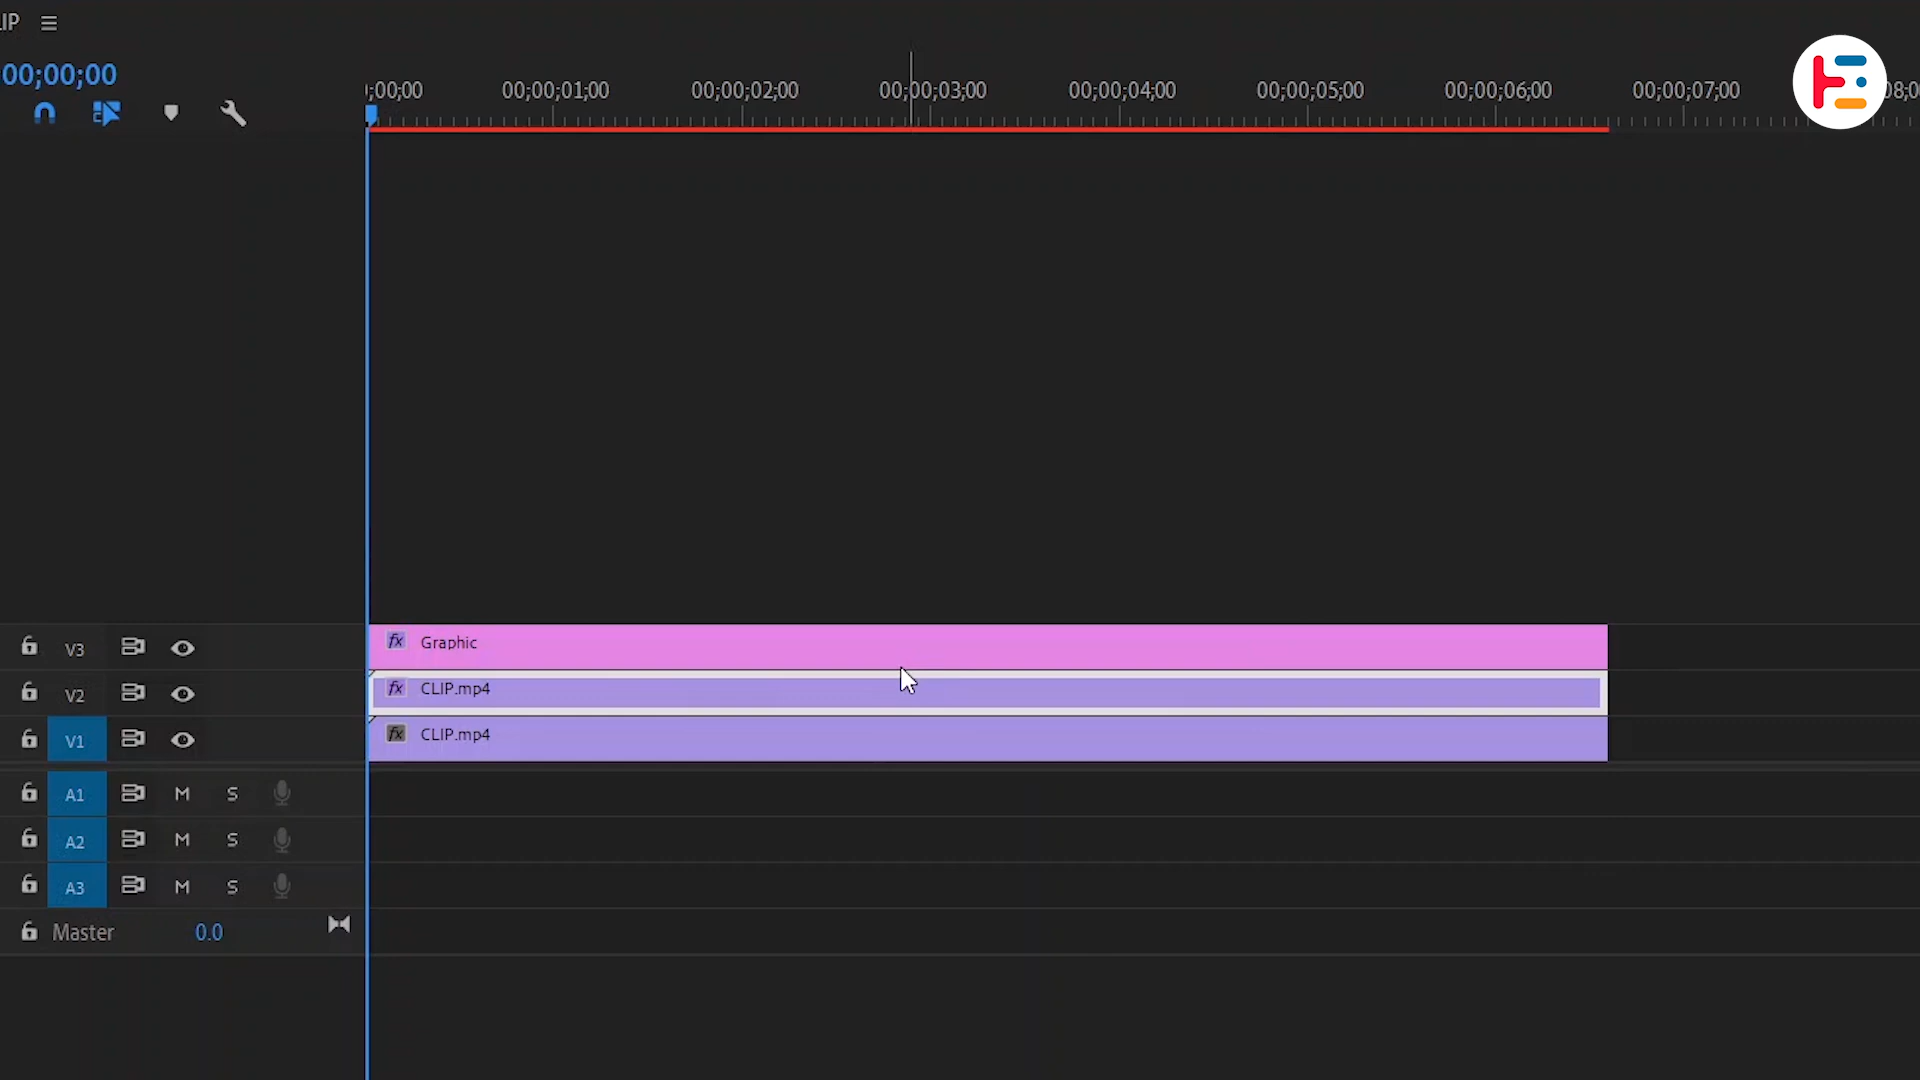 IP
00;00;00
;00;00 00;00;01;00 00;00;02;00 00;00;03;00 00;00;04;00 00;00;05;00 00;00;06;00 00;00;07;00
V3 fx Graphic
V2 fx CLIP.mp4
V1 fx CLIP.mp4
A1 M S
A2 M S
A3 M S
Master 0.0